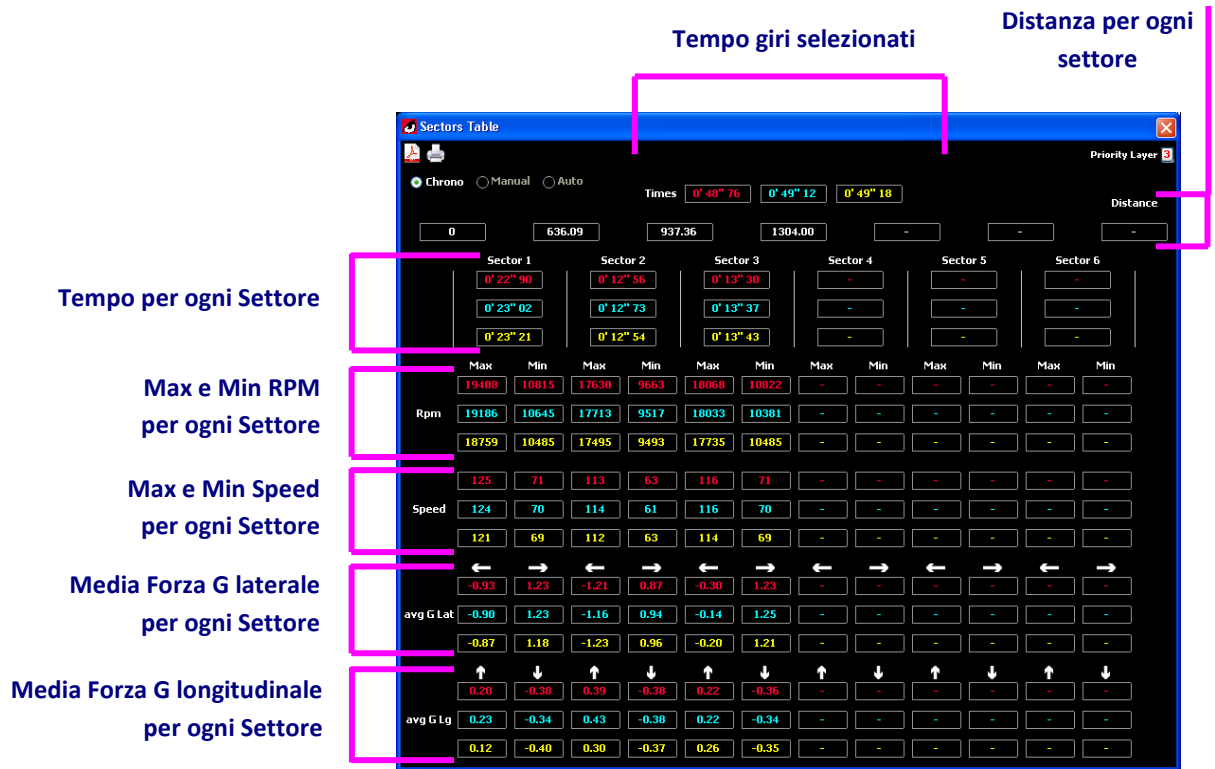 Distanza per ogni
settore
Tempo giri selezionati
Sectors Table
Priority Layer 3
Chrono Manual Auto
Times 0' 48'' 76 0' 49'' 12 0' 49'' 18
Distance
0 636.09 937.36 1304.00 - - -
Sector 1 Sector 2 Sector 3 Sector 4 Sector 5 Sector 6
Tempo per ogni Settore
0' 22'' 90 0' 12'' 56 0' 13'' 30 - - -
0' 23'' 02 0' 12'' 73 0' 13'' 37 - - -
0' 23'' 21 0' 12'' 54 0' 13'' 43 - - -
Max e Min RPM
per ogni Settore
Max Min Max Min Max Min Max Min Max Min Max Min
19408 10815 17630 9663 18068 10822 - - - - - -
Rpm 19186 10645 17713 9517 18033 10381 - - - - - -
18759 10485 17495 9493 17735 10485 - - - - - -
Max e Min Speed
per ogni Settore
125 71 113 63 116 71 - - - - - -
Speed 124 70 114 61 116 70 - - - - - -
121 69 112 63 114 69 - - - - - -
Media Forza G laterale
per ogni Settore
← → ← → ← → ← → ← → ← →
-0.93 1.23 -1.21 0.87 -0.30 1.23 - - - - - -
avg G Lat -0.90 1.23 -1.16 0.94 -0.14 1.25 - - - - - -
-0.87 1.18 -1.23 0.96 -0.20 1.21 - - - - - -
Media Forza G longitudinale
per ogni Settore
↑ ↓ ↑ ↓ ↑ ↓ ↑ ↓ ↑ ↓ ↑ ↓
0.20 -0.38 0.39 -0.38 0.22 -0.36 - - - - - -
avg G Lg 0.23 -0.34 0.43 -0.38 0.22 -0.34 - - - - - -
0.12 -0.40 0.30 -0.37 0.26 -0.35 - - - - - -